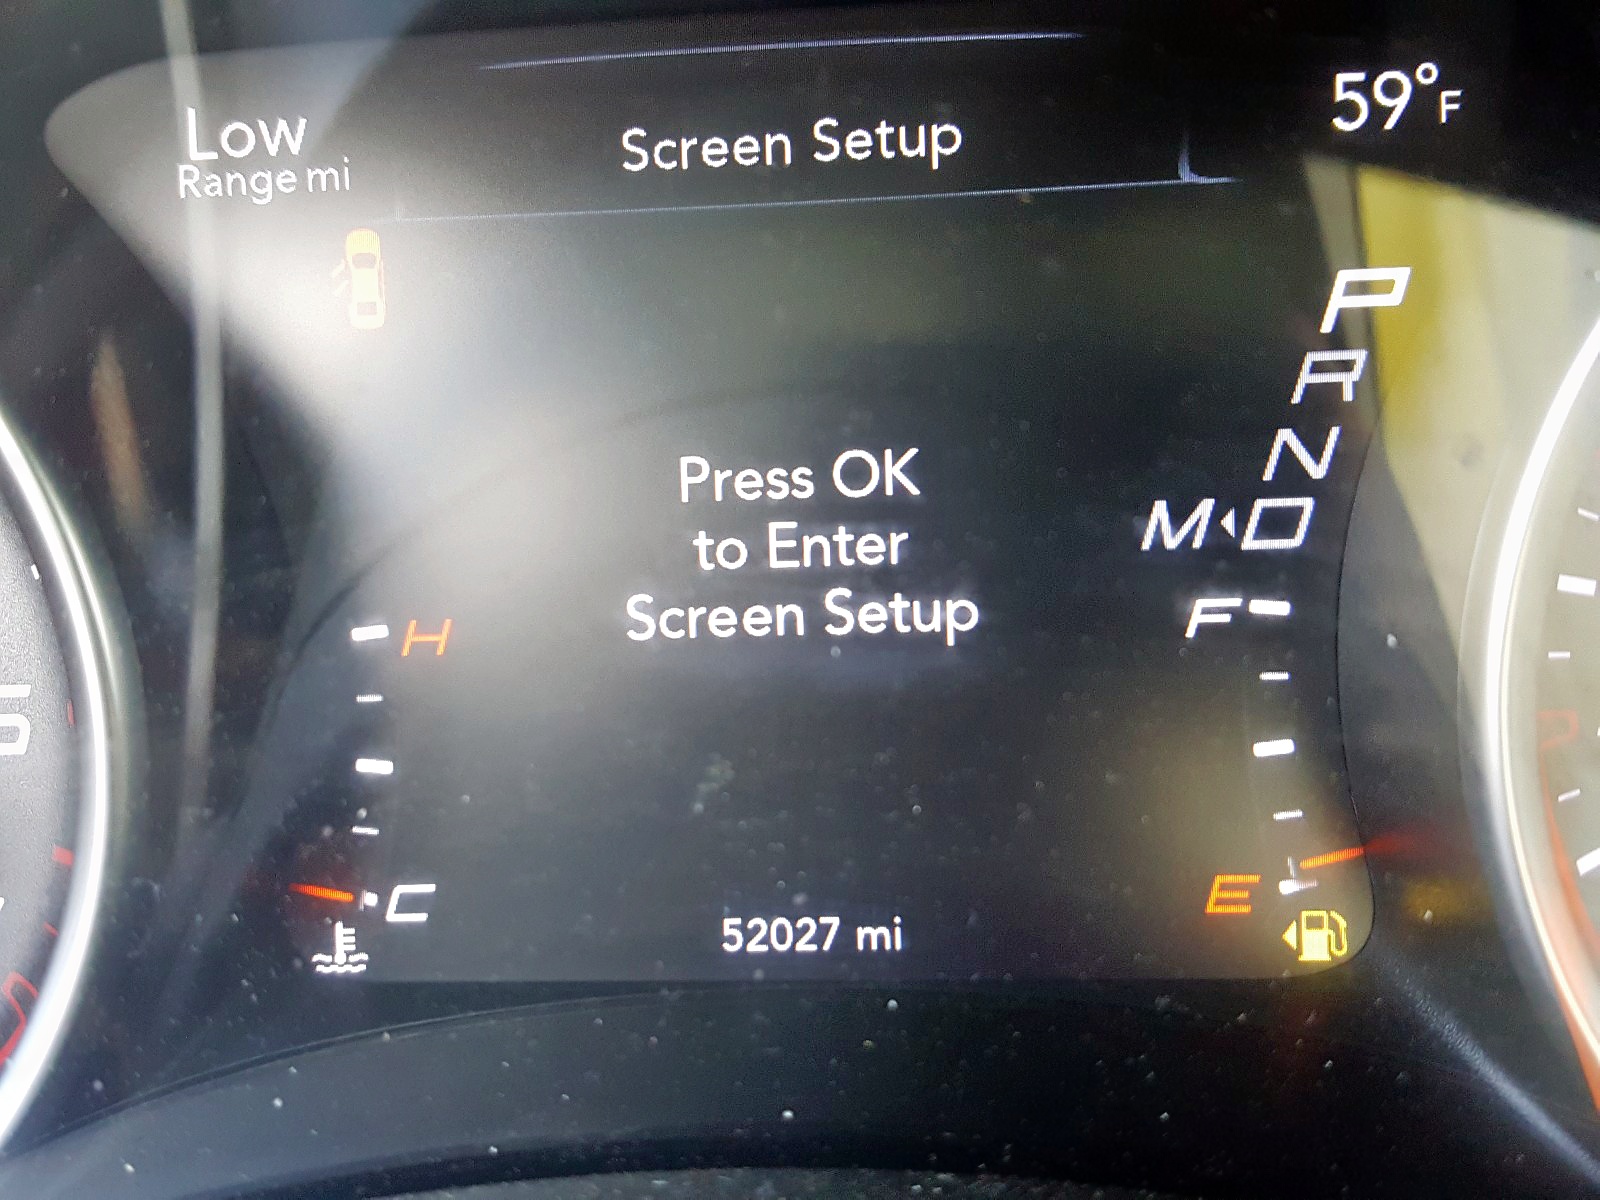 59°F
Low
Range mi
Screen Setup
P
R
N
M◂D
Press OK
to Enter
Screen Setup
H
F
C
E
52027 mi